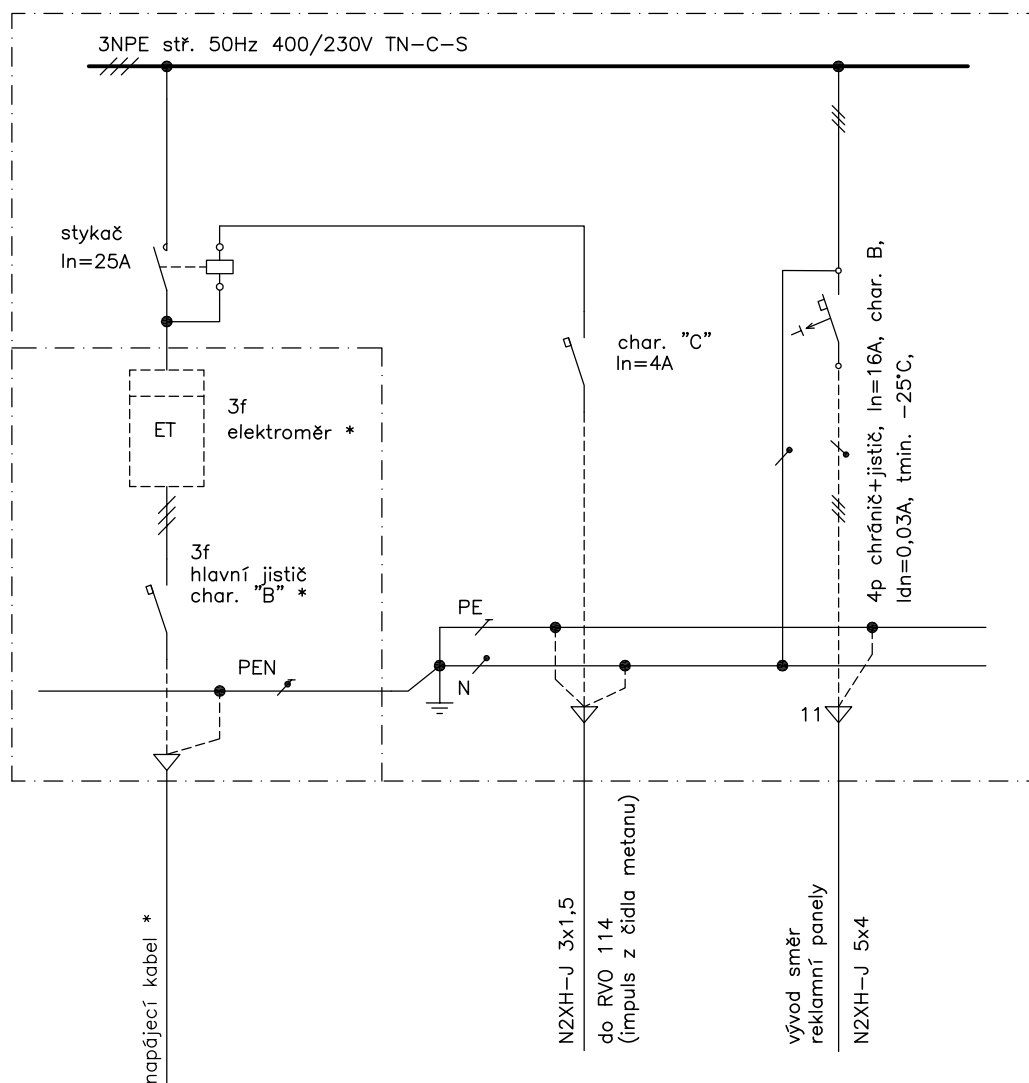 3NPE stř. 50Hz 400/230V TN-C-S
stykač
In=25A
char. "C"
In=4A
4p chránič+jistič, In=16A, char. B,
Idn=0,03A, tmin. -25°C,
ET
3f
elektroměr *
3f
hlavní jistič
char. "B" *
PE
PEN
N
11
napájecí kabel *
N2XH-J 3x1,5
do RVO 114
(impuls z čidla metanu)
vývod směr
reklamní panely
N2XH-J 5x4